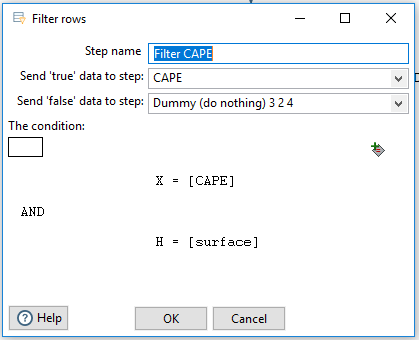 Filter rows
Step name Filter CAPE
Send 'true' data to step: CAPE
Send 'false' data to step: Dummy (do nothing) 3 2 4
The condition:
X = [CAPE]
AND
H = [surface]
Help OK Cancel